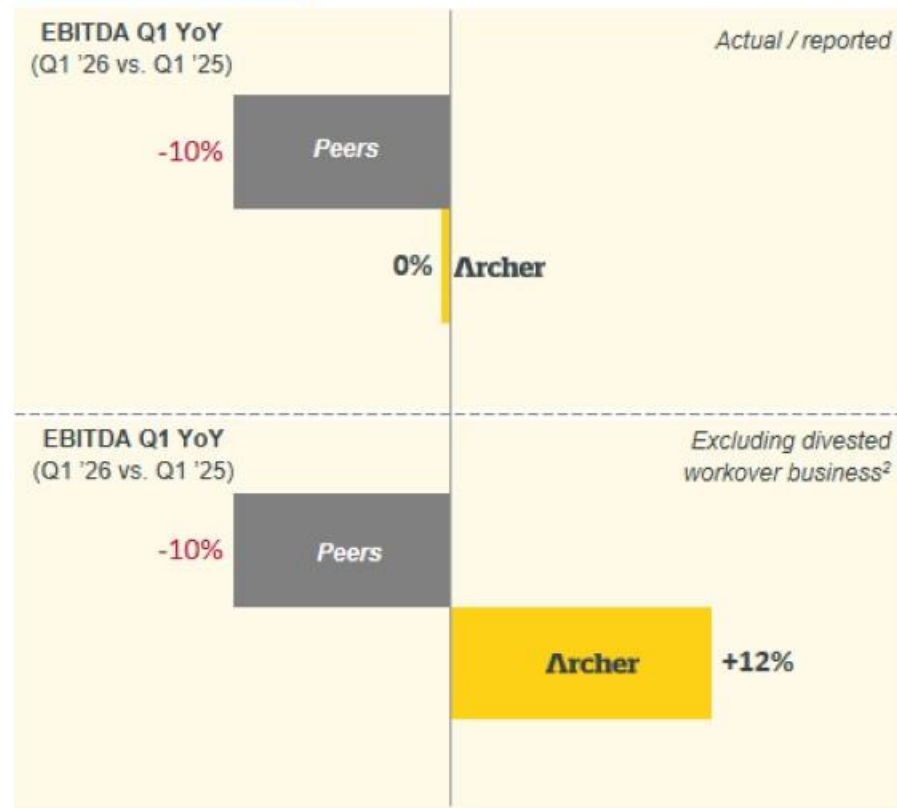 EBITDA Q1 YoY
(Q1 ’26 vs. Q1 ’25)
Actual / reported
-10%
Peers
0%
Archer
EBITDA Q1 YoY
(Q1 ’26 vs. Q1 ’25)
Excluding divested
workover business²
-10%
Peers
Archer
+12%